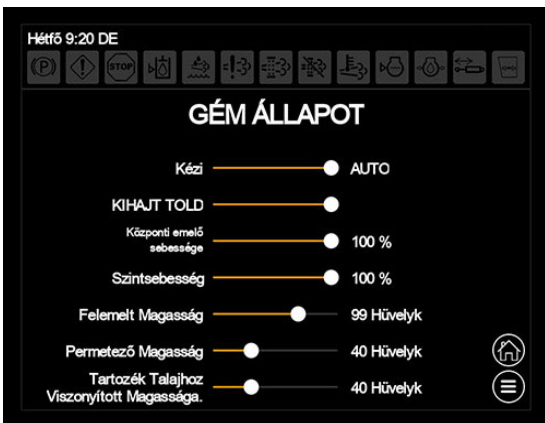 Hétfő 9:20 DE
(P) STOP
GÉM ÁLLAPOT
Kézi AUTO
KIHAJT TOLD
Központi emelő
sebessége 100 %
Szintsebesség 100 %
Felemelt Magasság 99 Hüvelyk
Permetező Magasság 40 Hüvelyk
Tartozék Talajhoz
Viszonyított Magassága. 40 Hüvelyk